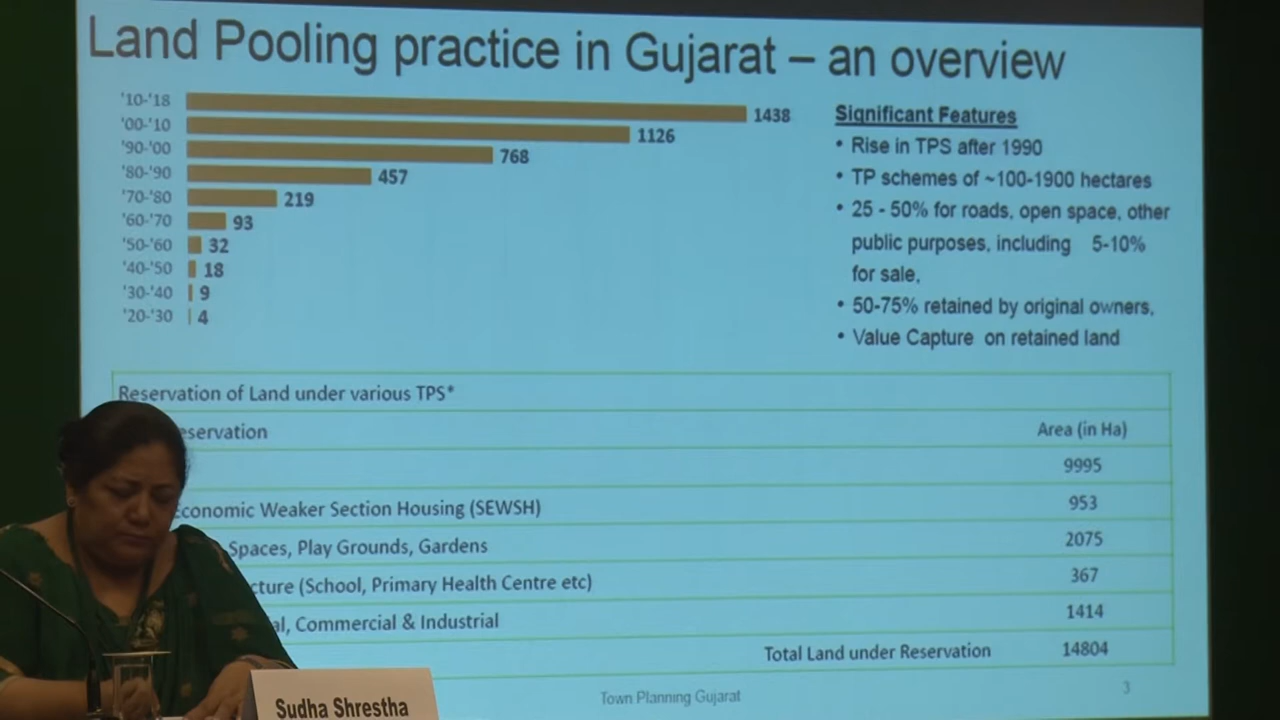 Land Pooling practice in Gujarat – an overview
'10-'18 1438
'00-'10 1126
'90-'00 768
'80-'90 457
'70-'80 219
'60-'70 93
'50-'60 32
'40-'50 18
'30-'40 9
'20-'30 4
Significant Features
• Rise in TPS after 1990
• TP schemes of ~100-1900 hectares
• 25 - 50% for roads, open space, other
public purposes, including 5-10%
for sale,
• 50-75% retained by original owners,
• Value Capture on retained land
Reservation of Land under various TPS*
Area (in Ha)
9995
Weaker Section Housing (SEWSH) 953
Spaces, Play Grounds, Gardens 2075
(School, Primary Health Centre etc) 367
Commercial & Industrial 1414
Total Land under Reservation 14804
Town Planning Gujarat 3
Sudha Shrestha